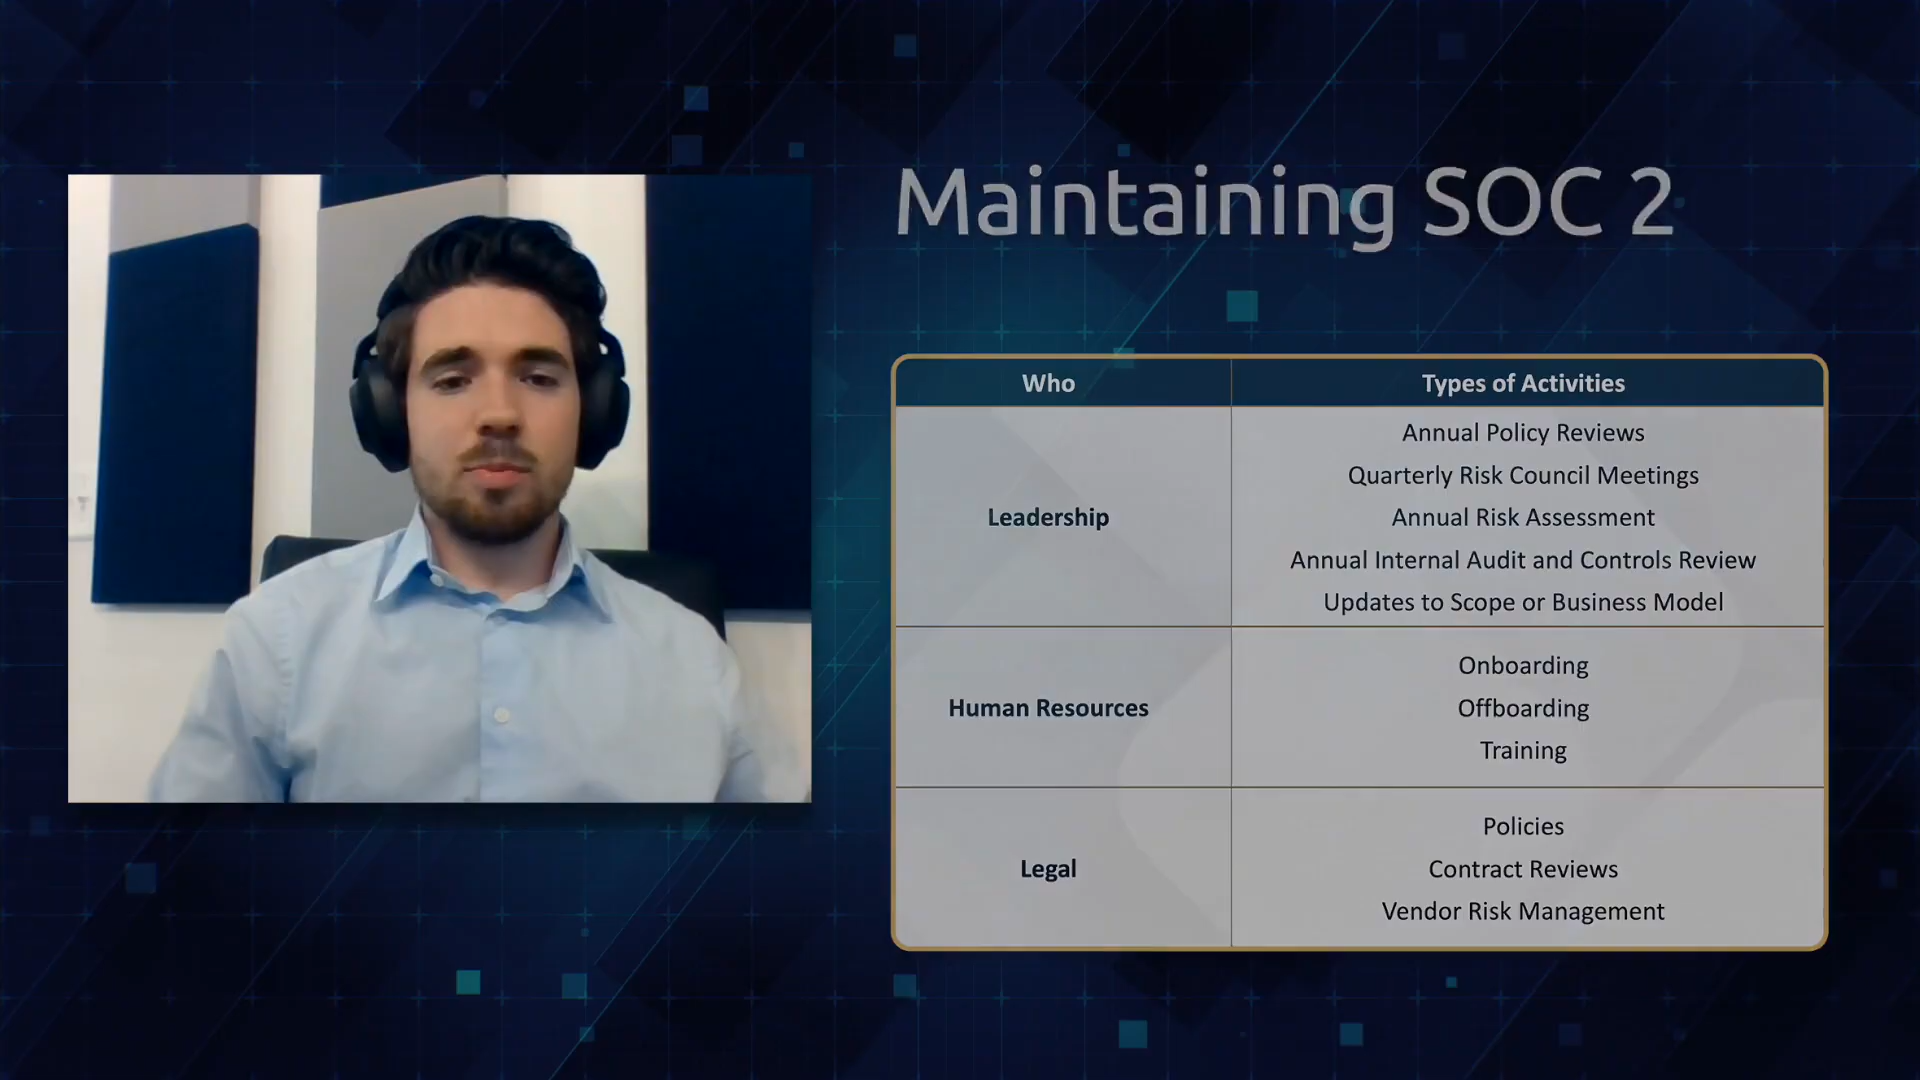 Maintaining SOC 2
Who
Types of Activities
Leadership
Annual Policy Reviews
Quarterly Risk Council Meetings
Annual Risk Assessment
Annual Internal Audit and Controls Review
Updates to Scope or Business Model
Human Resources
Onboarding
Offboarding
Training
Legal
Policies
Contract Reviews
Vendor Risk Management